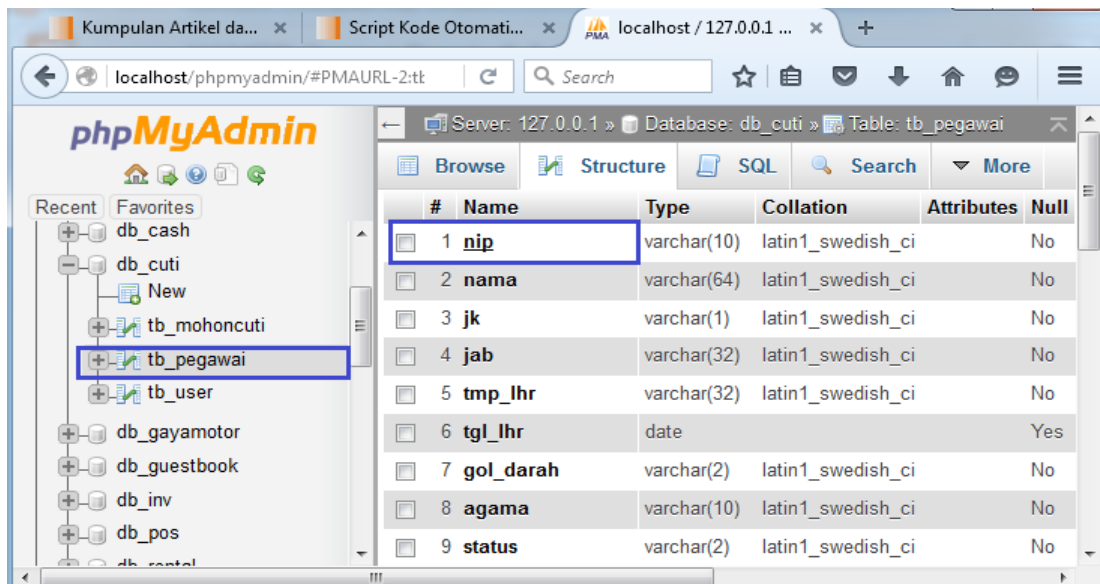 Kumpulan Artikel da... × Script Kode Otomati... × PMA localhost / 127.0.0.1 ... × +
localhost/phpmyadmin/#PMAURL-2:tt Search
phpMyAdmin
Recent Favorites
db_cash
db_cuti
New
tb_mohoncuti
tb_pegawai
tb_user
db_gayamotor
db_guestbook
db_inv
db_pos
db_rental
Server: 127.0.0.1 » Database: db_cuti » Table: tb_pegawai
Browse Structure SQL Search More
# Name Type Collation Attributes Null
1 nip varchar(10) latin1_swedish_ci No
2 nama varchar(64) latin1_swedish_ci No
3 jk varchar(1) latin1_swedish_ci No
4 jab varchar(32) latin1_swedish_ci No
5 tmp_lhr varchar(32) latin1_swedish_ci No
6 tgl_lhr date Yes
7 gol_darah varchar(2) latin1_swedish_ci No
8 agama varchar(10) latin1_swedish_ci No
9 status varchar(2) latin1_swedish_ci No